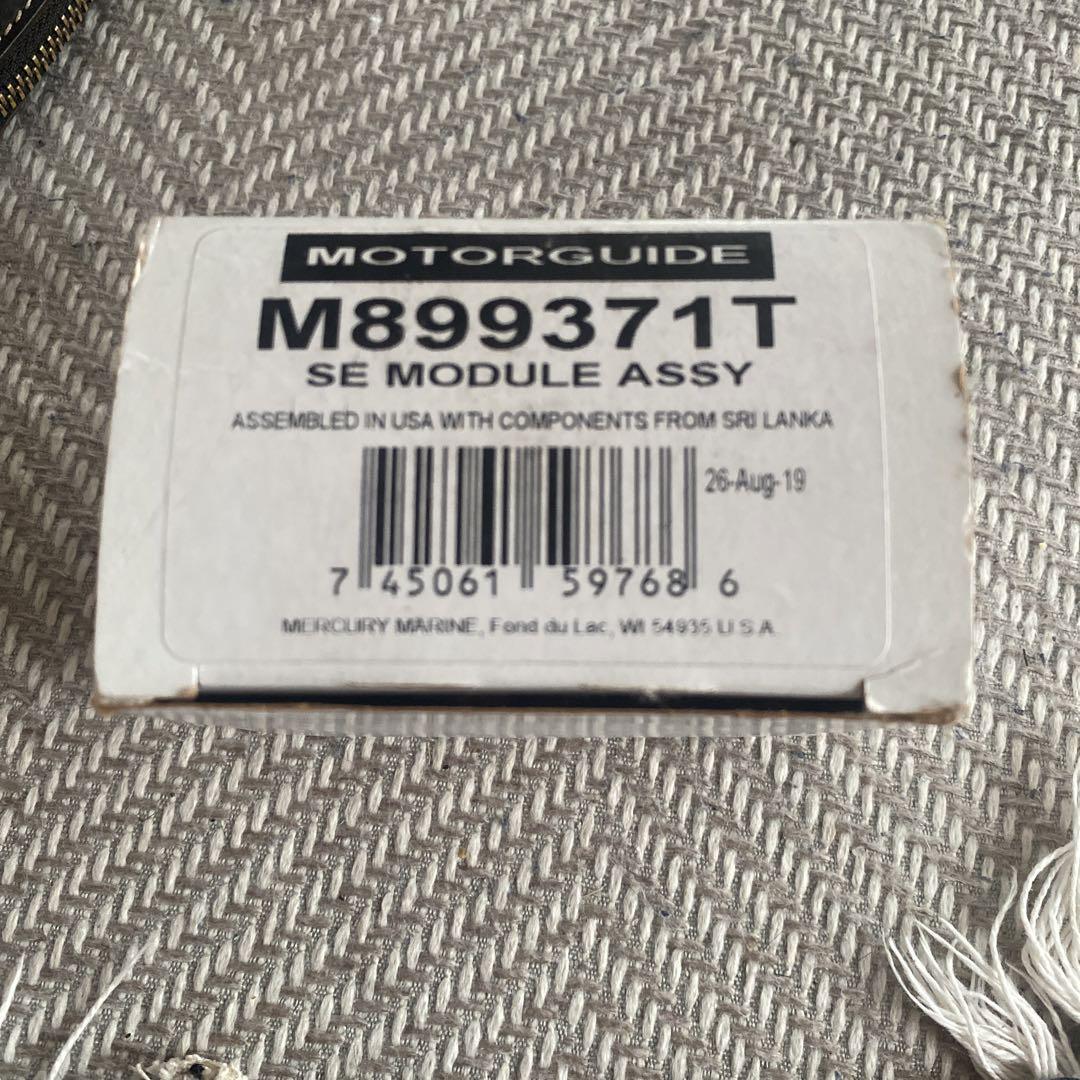 MOTORGUIDE
M899371T
SE MODULE ASSY
ASSEMBLED IN USA WITH COMPONENTS FROM SRI LANKA
26-Aug-19
7 45061 59768 6
MERCURY MARINE, Fond du Lac, WI 54935 U.S.A.